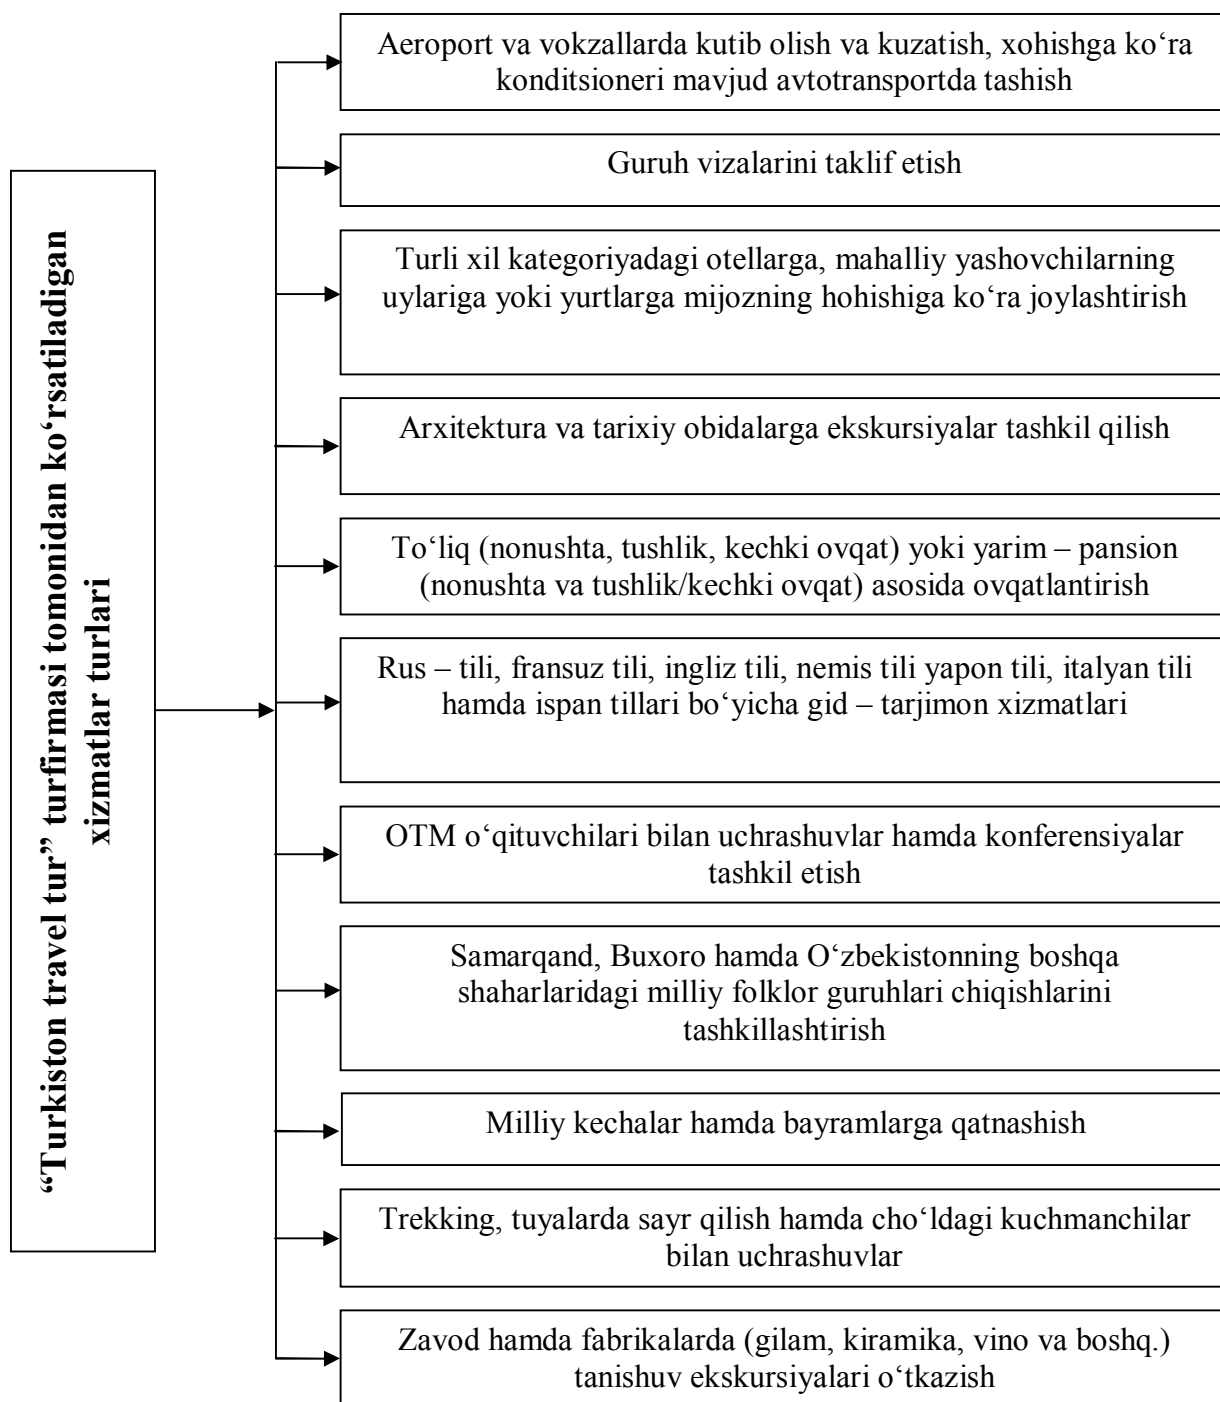 “Turkiston travel tur” turfirmasi tomonidan ko‘rsatiladigan
xizmatlar turlari
Aeroport va vokzallarda kutib olish va kuzatish, xohishga ko‘ra
konditsioneri mavjud avtotransportda tashish
Guruh vizalarini taklif etish
Turli xil kategoriyadagi otellarga, mahalliy yashovchilarning
uylariga yoki yurtlarga mijozning hohishiga ko‘ra joylashtirish
Arxitektura va tarixiy obidalarga ekskursiyalar tashkil qilish
To‘liq (nonushta, tushlik, kechki ovqat) yoki yarim – pansion
(nonushta va tushlik/kechki ovqat) asosida ovqatlantirish
Rus – tili, fransuz tili, ingliz tili, nemis tili yapon tili, italyan tili
hamda ispan tillari bo‘yicha gid – tarjimon xizmatlari
OTM o‘qituvchilari bilan uchrashuvlar hamda konferensiyalar
tashkil etish
Samarqand, Buxoro hamda O‘zbekistonning boshqa
shaharlaridagi milliy folklor guruhlari chiqishlarini
tashkillashtirish
Milliy kechalar hamda bayramlarga qatnashish
Trekking, tuyalarda sayr qilish hamda cho‘ldagi kuchmanchilar
bilan uchrashuvlar
Zavod hamda fabrikalarda (gilam, kiramika, vino va boshq.)
tanishuv ekskursiyalari o‘tkazish